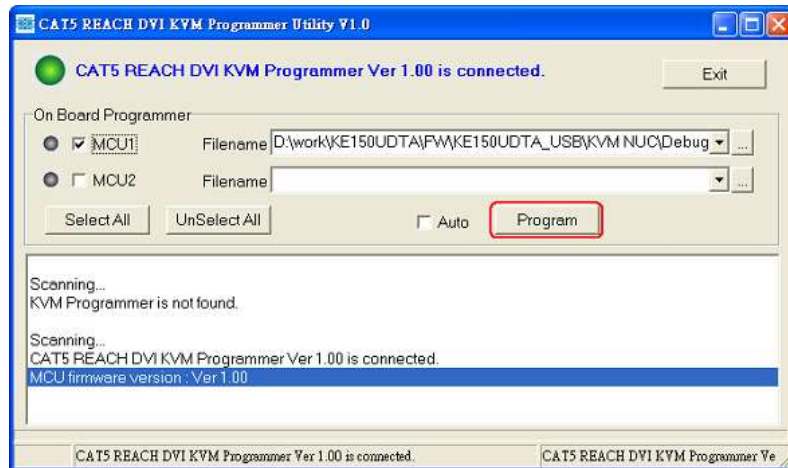 CAT5 REACH DVI KVM Programmer Utility V1.0
CAT5 REACH DVI KVM Programmer Ver 1.00 is connected.
Exit
On Board Programmer
MCU1 Filename D:\work\KE150UDTA\FW\KE150UDTA_USB\KVM NUC\Debug ...
MCU2 Filename ...
Select All UnSelect All Auto Program
Scanning...
KVM Programmer is not found.
Scanning...
CAT5 REACH DVI KVM Programmer Ver 1.00 is connected.
MCU firmware version : Ver 1.00
CAT5 REACH DVI KVM Programmer Ver 1.00 is connected. CAT5 REACH DVI KVM Programmer Ve